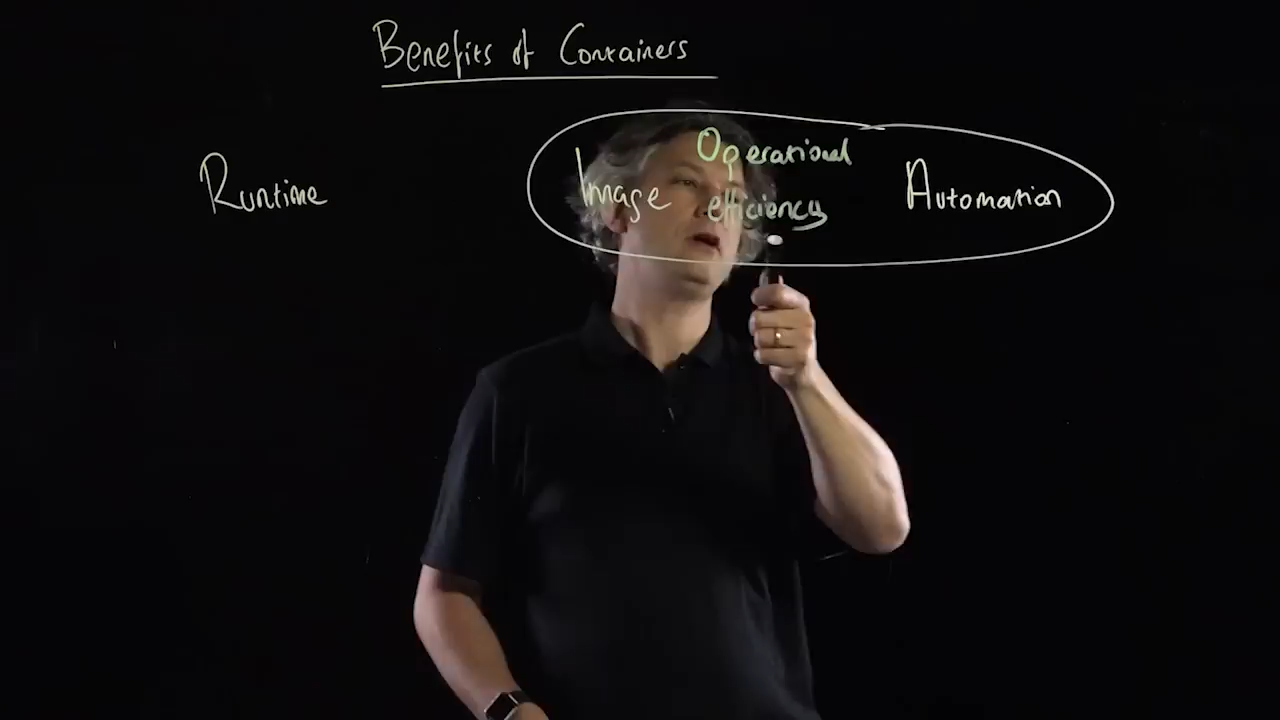 Benefits of Containers
Runtime
Image
Operational
efficiency
Automation